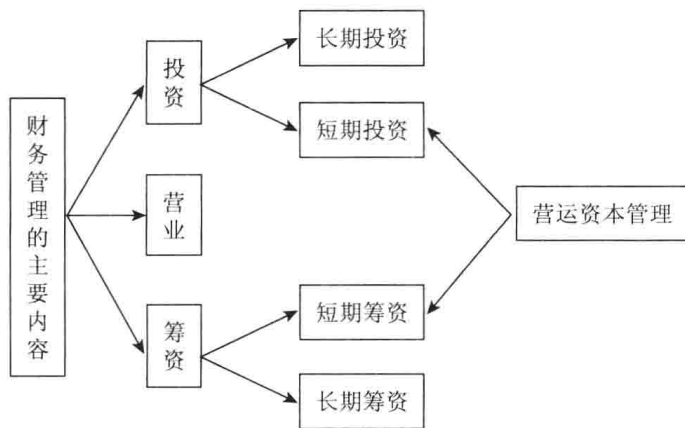 财务管理的主要内容
投资
营业
筹资
长期投资
短期投资
短期筹资
长期筹资
营运资本管理